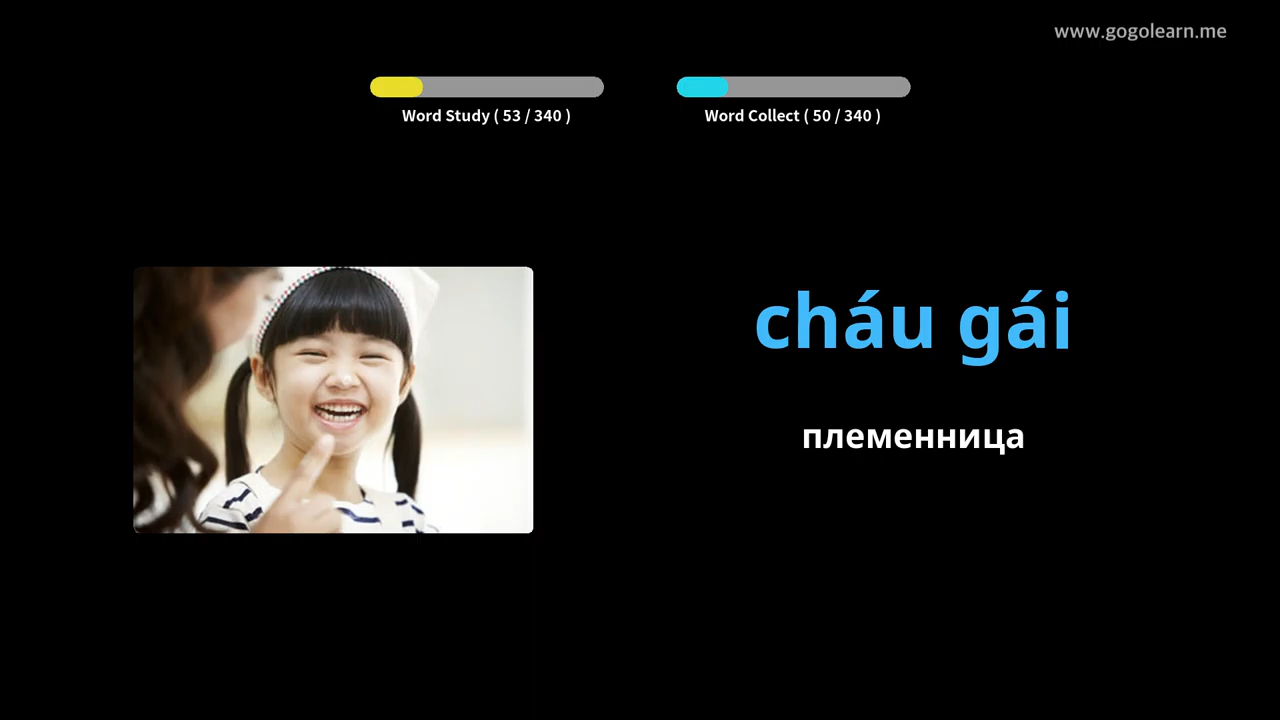 www.gogolearn.me
Word Study ( 53 / 340 )
Word Collect ( 50 / 340 )
cháu gái
племенница